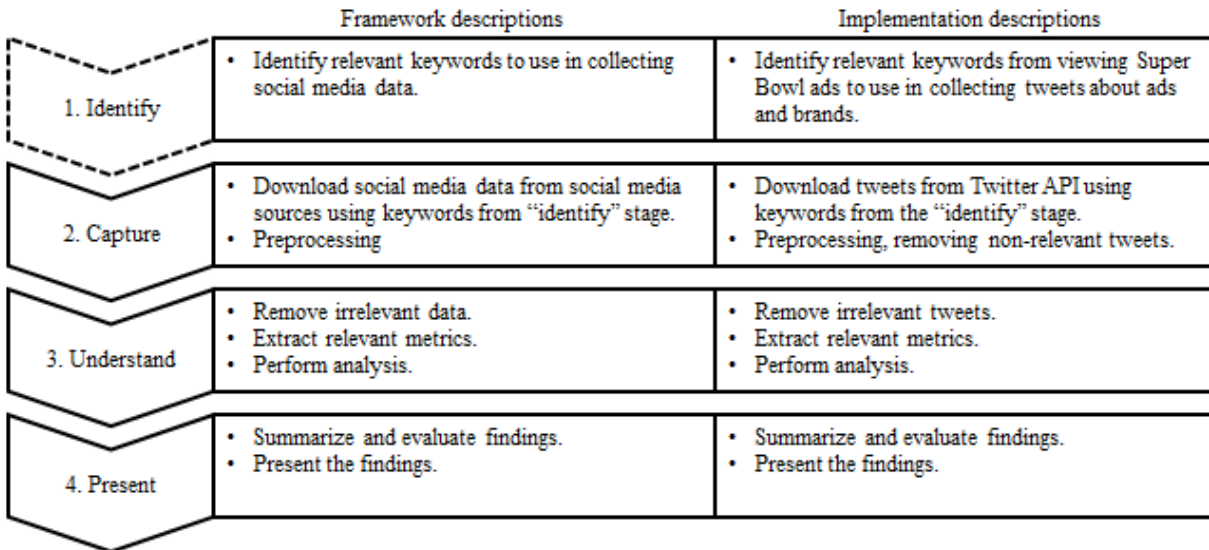 Framework descriptions
Implementation descriptions
1. Identify
• Identify relevant keywords to use in collecting
social media data.
• Identify relevant keywords from viewing Super
Bowl ads to use in collecting tweets about ads
and brands.
2. Capture
• Download social media data from social media
sources using keywords from “identify” stage.
• Preprocessing
• Download tweets from Twitter API using
keywords from the “identify” stage.
• Preprocessing, removing non-relevant tweets.
3. Understand
• Remove irrelevant data.
• Extract relevant metrics.
• Perform analysis.
• Remove irrelevant tweets.
• Extract relevant metrics.
• Perform analysis.
4. Present
• Summarize and evaluate findings.
• Present the findings.
• Summarize and evaluate findings.
• Present the findings.